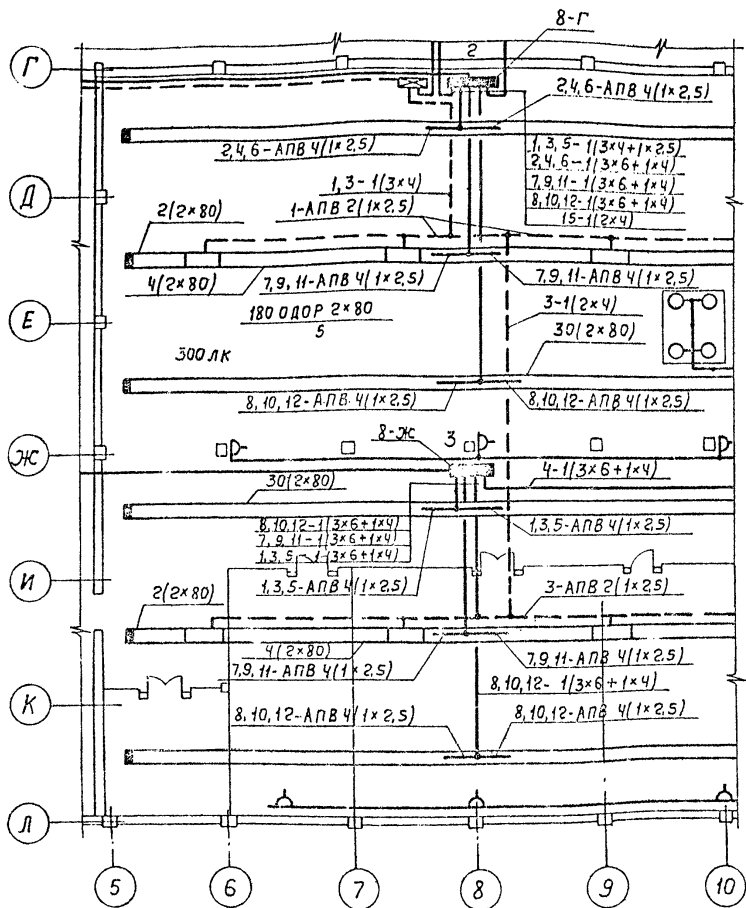 8-Г
2
Г
2,4,6-АПВ 4(1×2,5)
2,4,6-АПВ 4(1×2,5)
1,3,5-1(3×4+1×2,5)
2,4,6-1(3×6+1×4)
7,9,11-1(3×6+1×4)
8,10,12-1(3×6+1×4)
15-1(2×4)
1,3-1(3×4)
Д
2(2×80)
1-АПВ 2(1×2,5)
4(2×80)
7,9,11-АПВ 4(1×2,5)
7,9,11-АПВ 4(1×2,5)
180 ОДОР 2×80
5
3-1(2×4)
Е
30(2×80)
300 ЛК
8,10,12-АПВ 4(1×2,5)
8,10,12-АПВ 4(1×2,5)
8-Ж
3
Ж
4-1(3×6+1×4)
30(2×80)
8,10,12-1(3×6+1×4)
7,9,11-1(3×6+1×4)
1,3,5-1(3×6+1×4)
1,3,5-АПВ 4(1×2,5)
И
1,3,5-АПВ 4(1×2,5)
3-АПВ 2(1×2,5)
2(2×80)
4(2×80)
7,9,11-АПВ 4(1×2,5)
7,9,11-АПВ 4(1×2,5)
8,10,12-1(3×6+1×4)
К
8,10,12-АПВ 4(1×2,5)
8,10,12-АПВ 4(1×2,5)
Л
5
6
7
8
9
10